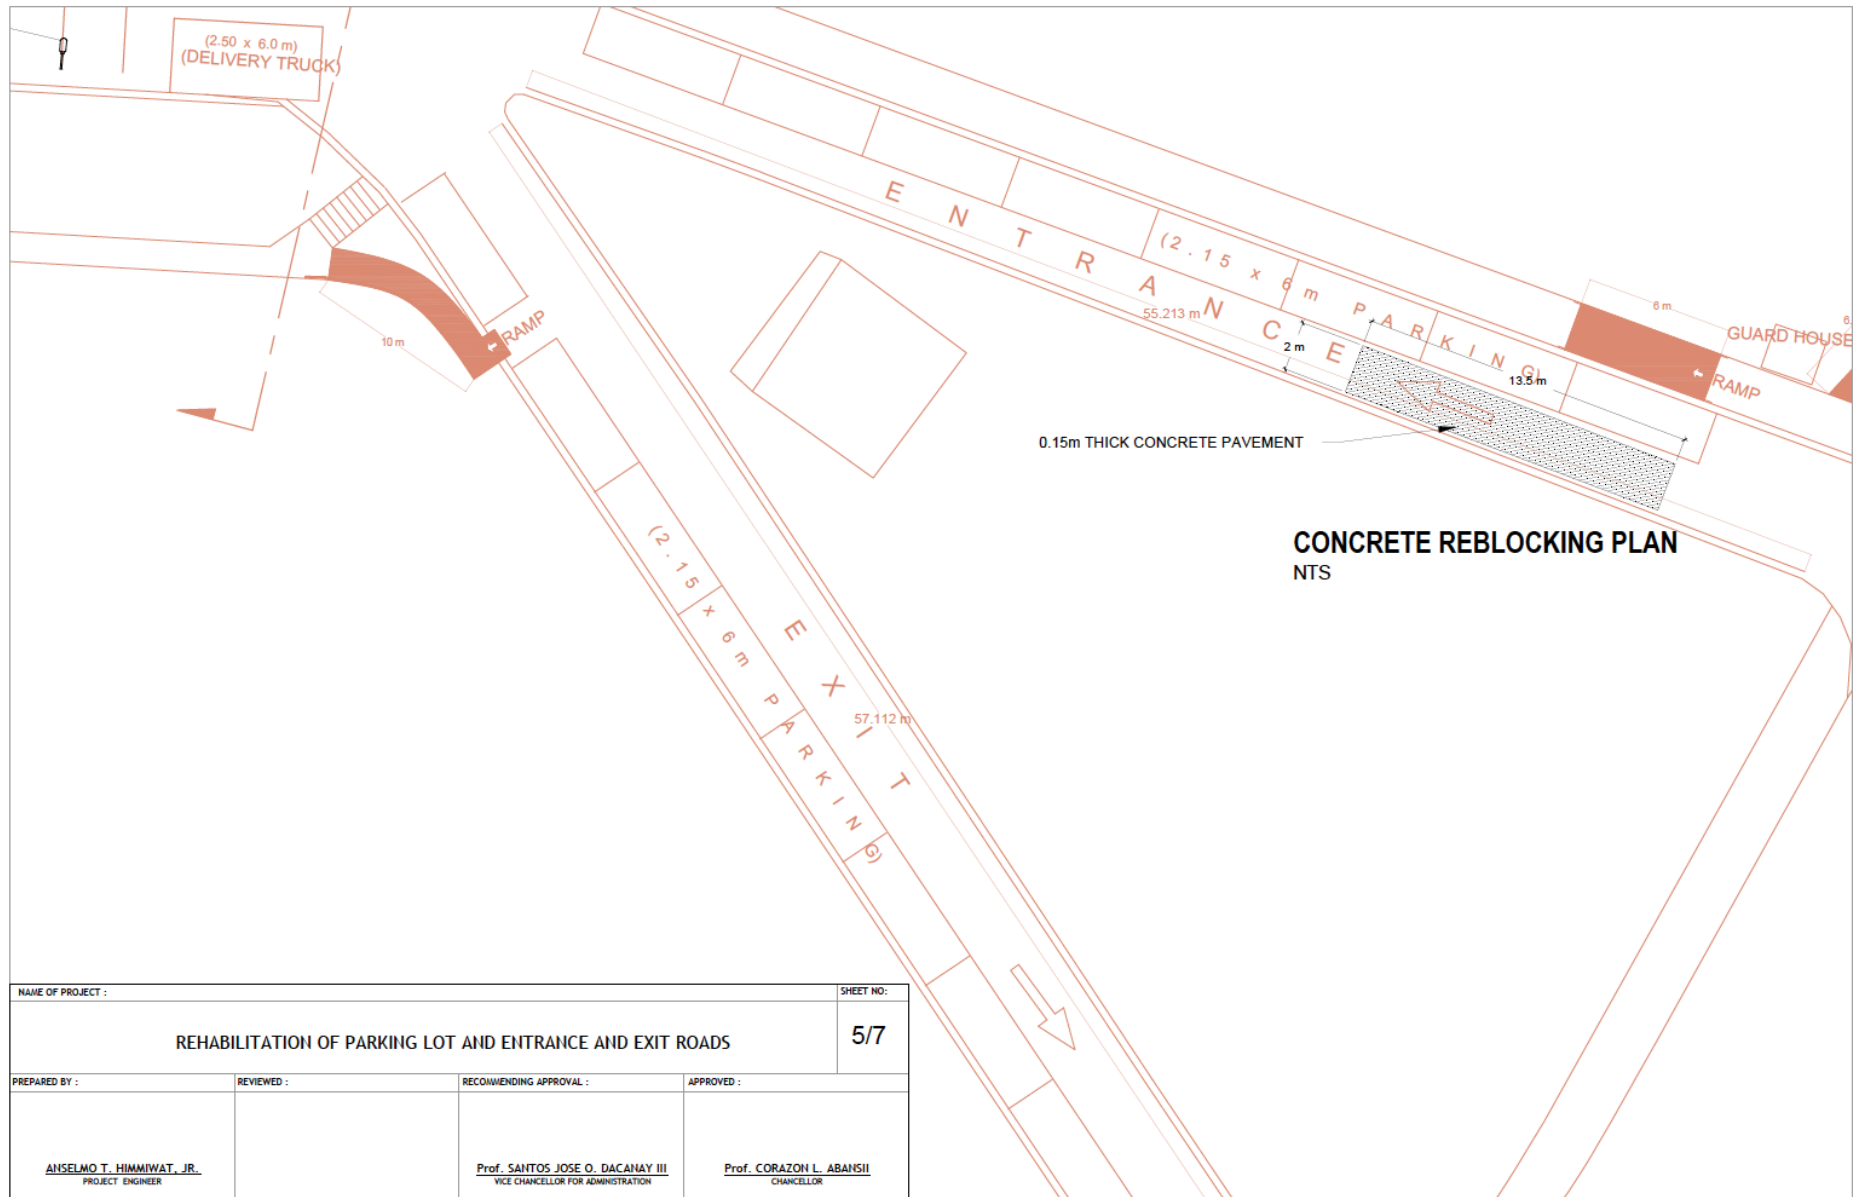 (2.50 x 6.0 m)
(DELIVERY TRUCK)
ENTRANCE
(2.15 x 6m PARKING)
55.213 m
2 m
13.5 m
6 m
GUARD HOUSE
RAMP
10 m
RAMP
0.15m THICK CONCRETE PAVEMENT
CONCRETE REBLOCKING PLAN
NTS
(2.15 x 6m PARKING)
EXIT
57.112 m
NAME OF PROJECT :
SHEET NO:
REHABILITATION OF PARKING LOT AND ENTRANCE AND EXIT ROADS
5/7
PREPARED BY :
REVIEWED :
RECOMMENDING APPROVAL :
APPROVED :
ANSELMO T. HIMMIWAT, JR.
PROJECT ENGINEER
Prof. SANTOS JOSE O. DACANAY III
VICE CHANCELLOR FOR ADMINISTRATION
Prof. CORAZON L. ABANSII
CHANCELLOR